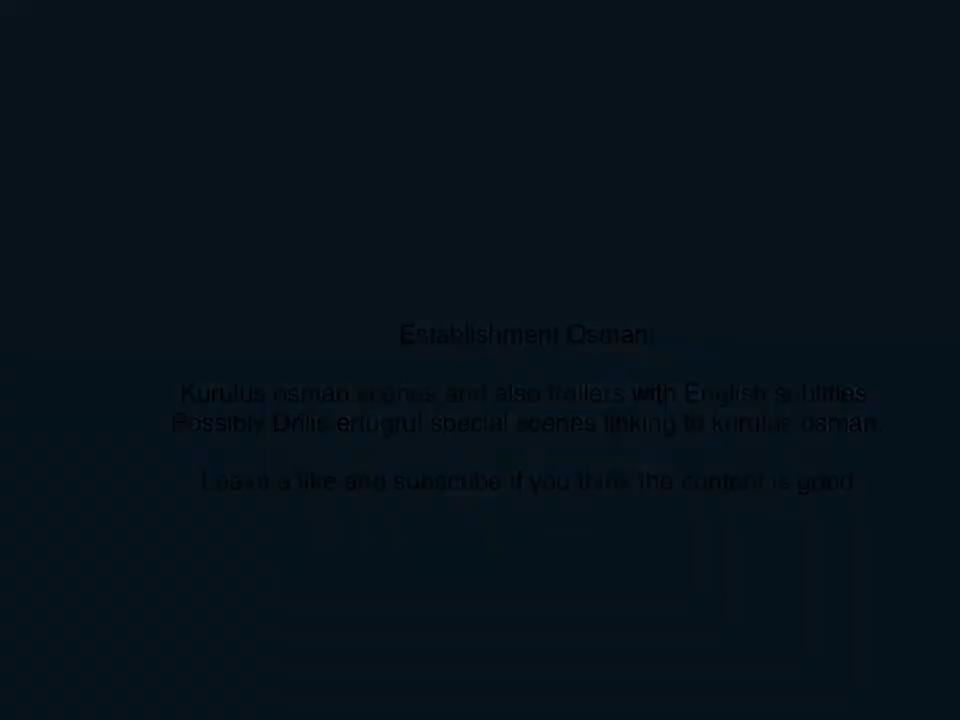 Establishment Osman:
Kurulus osman scenes and also trailers with English subtitles
Possibly Drilis ertugrul special scenes linking to kurulus osman.
Leave a like and subscribe if you think the content is good